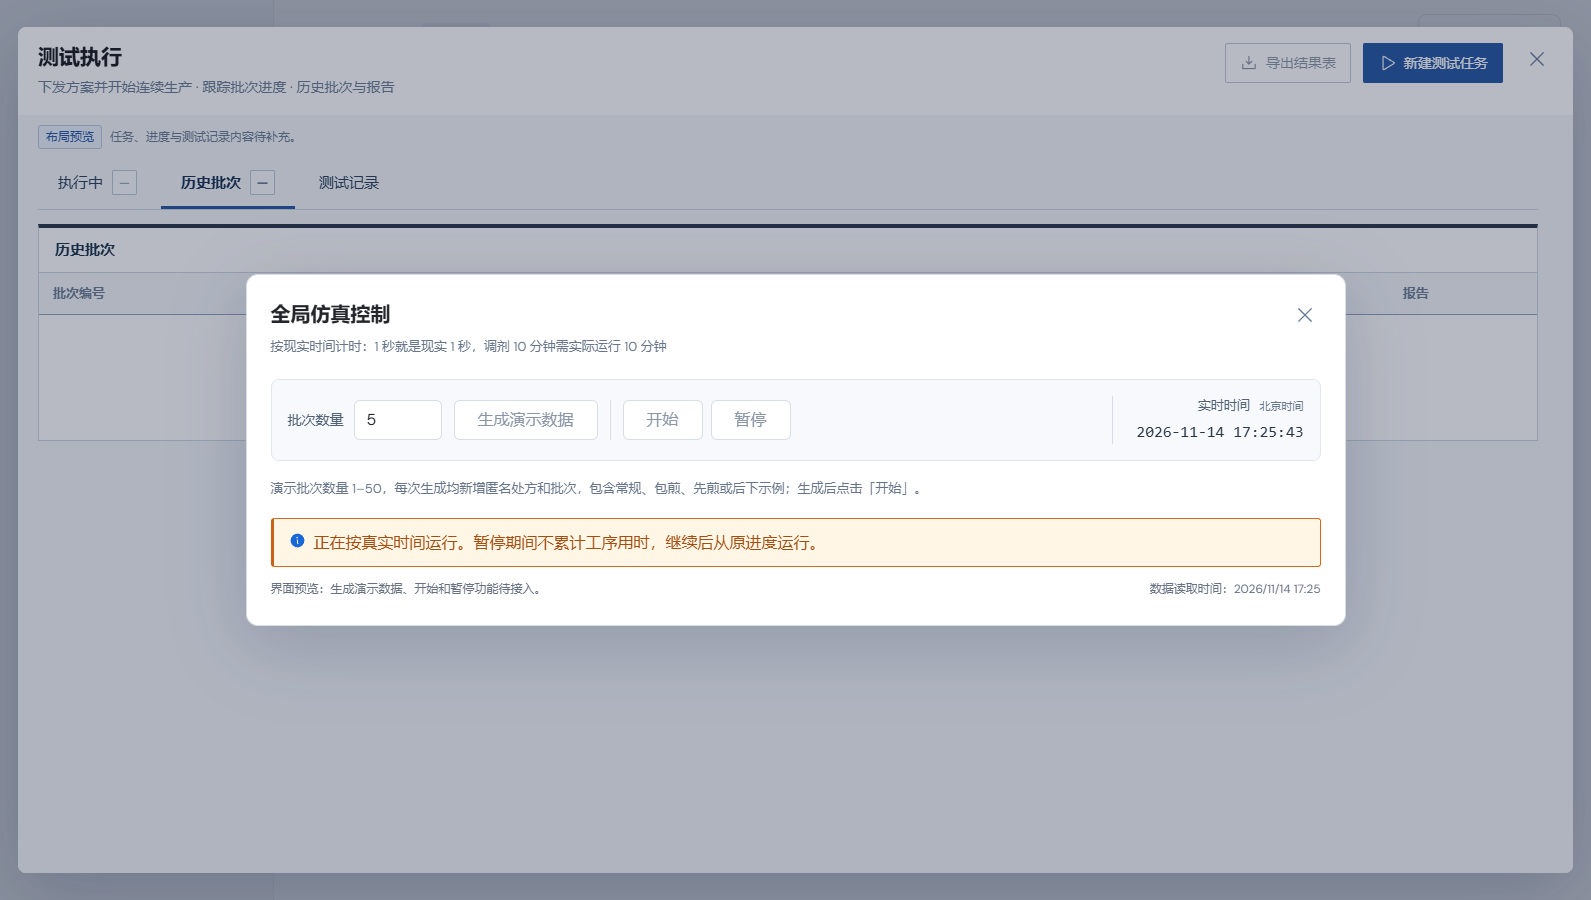 测试执行
下发方案并开始连续生产 · 跟踪批次进度 · 历史批次与报告
导出结果表
新建测试任务
布局预览 任务、进度与测试记录内容待补充。
执行中 — 历史批次 — 测试记录
历史批次
批次编号 报告
全局仿真控制
按现实时间计时：1 秒就是现实 1 秒，调剂 10 分钟需实际运行 10 分钟
批次数量 5 生成演示数据 开始 暂停
实时时间 北京时间
2026-11-14 17:25:43
演示批次数量 1–50，每次生成均新增匿名处方和批次，包含常规、包煎、先煎或后下示例；生成后点击「开始」。
正在按真实时间运行。暂停期间不累计工序用时，继续后从原进度运行。
界面预览：生成演示数据、开始和暂停功能待接入。
数据读取时间：2026/11/14 17:25